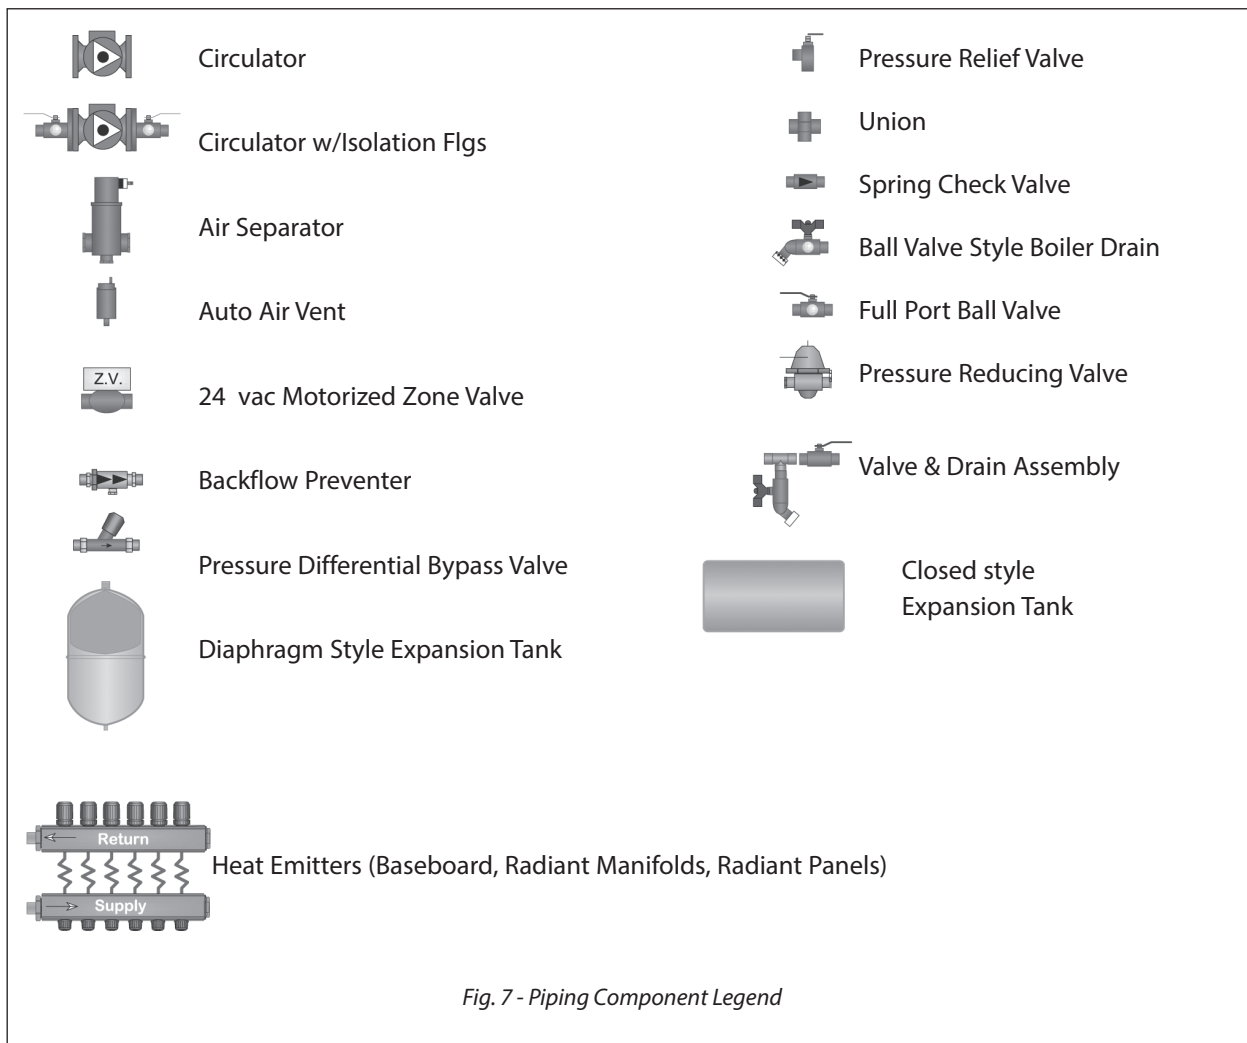 Circulator
Circulator w/Isolation Flgs
Air Separator
Auto Air Vent
Z.V.
24 vac Motorized Zone Valve
Backflow Preventer
Pressure Differential Bypass Valve
Diaphragm Style Expansion Tank
Pressure Relief Valve
Union
Spring Check Valve
Ball Valve Style Boiler Drain
Full Port Ball Valve
Pressure Reducing Valve
Valve & Drain Assembly
Closed style
Expansion Tank
Return
Heat Emitters (Baseboard, Radiant Manifolds, Radiant Panels)
Supply
Fig. 7 - Piping Component Legend